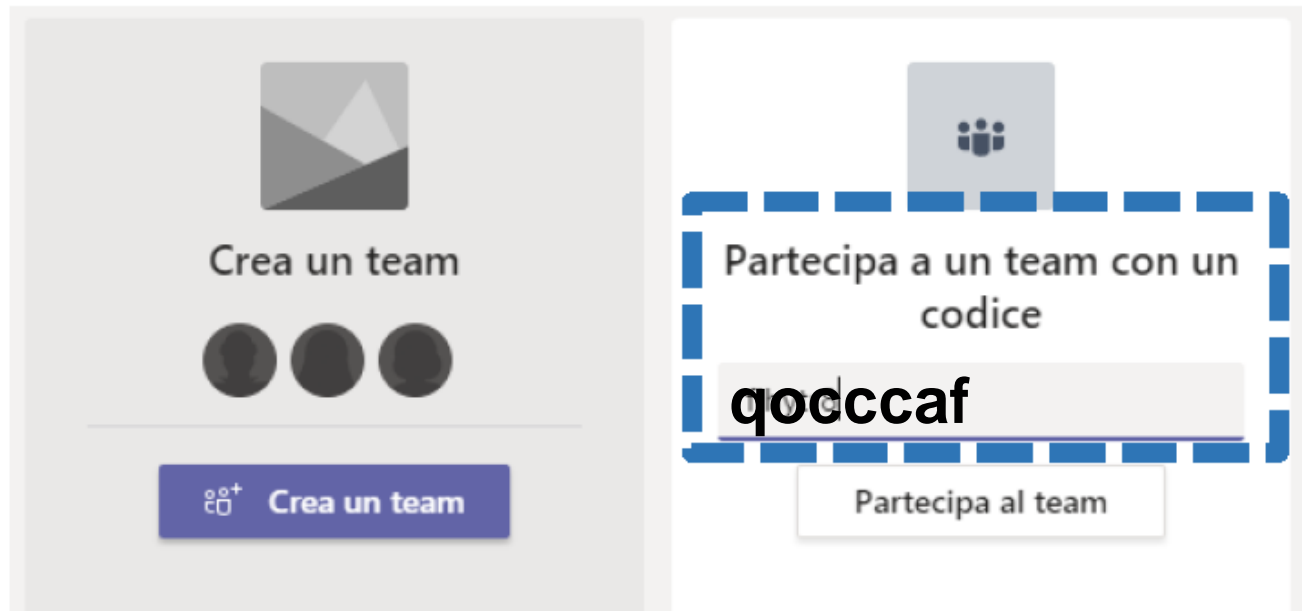 Crea un team
Crea un team
Partecipa a un team con un
codice
qocccaf
Partecipa al team